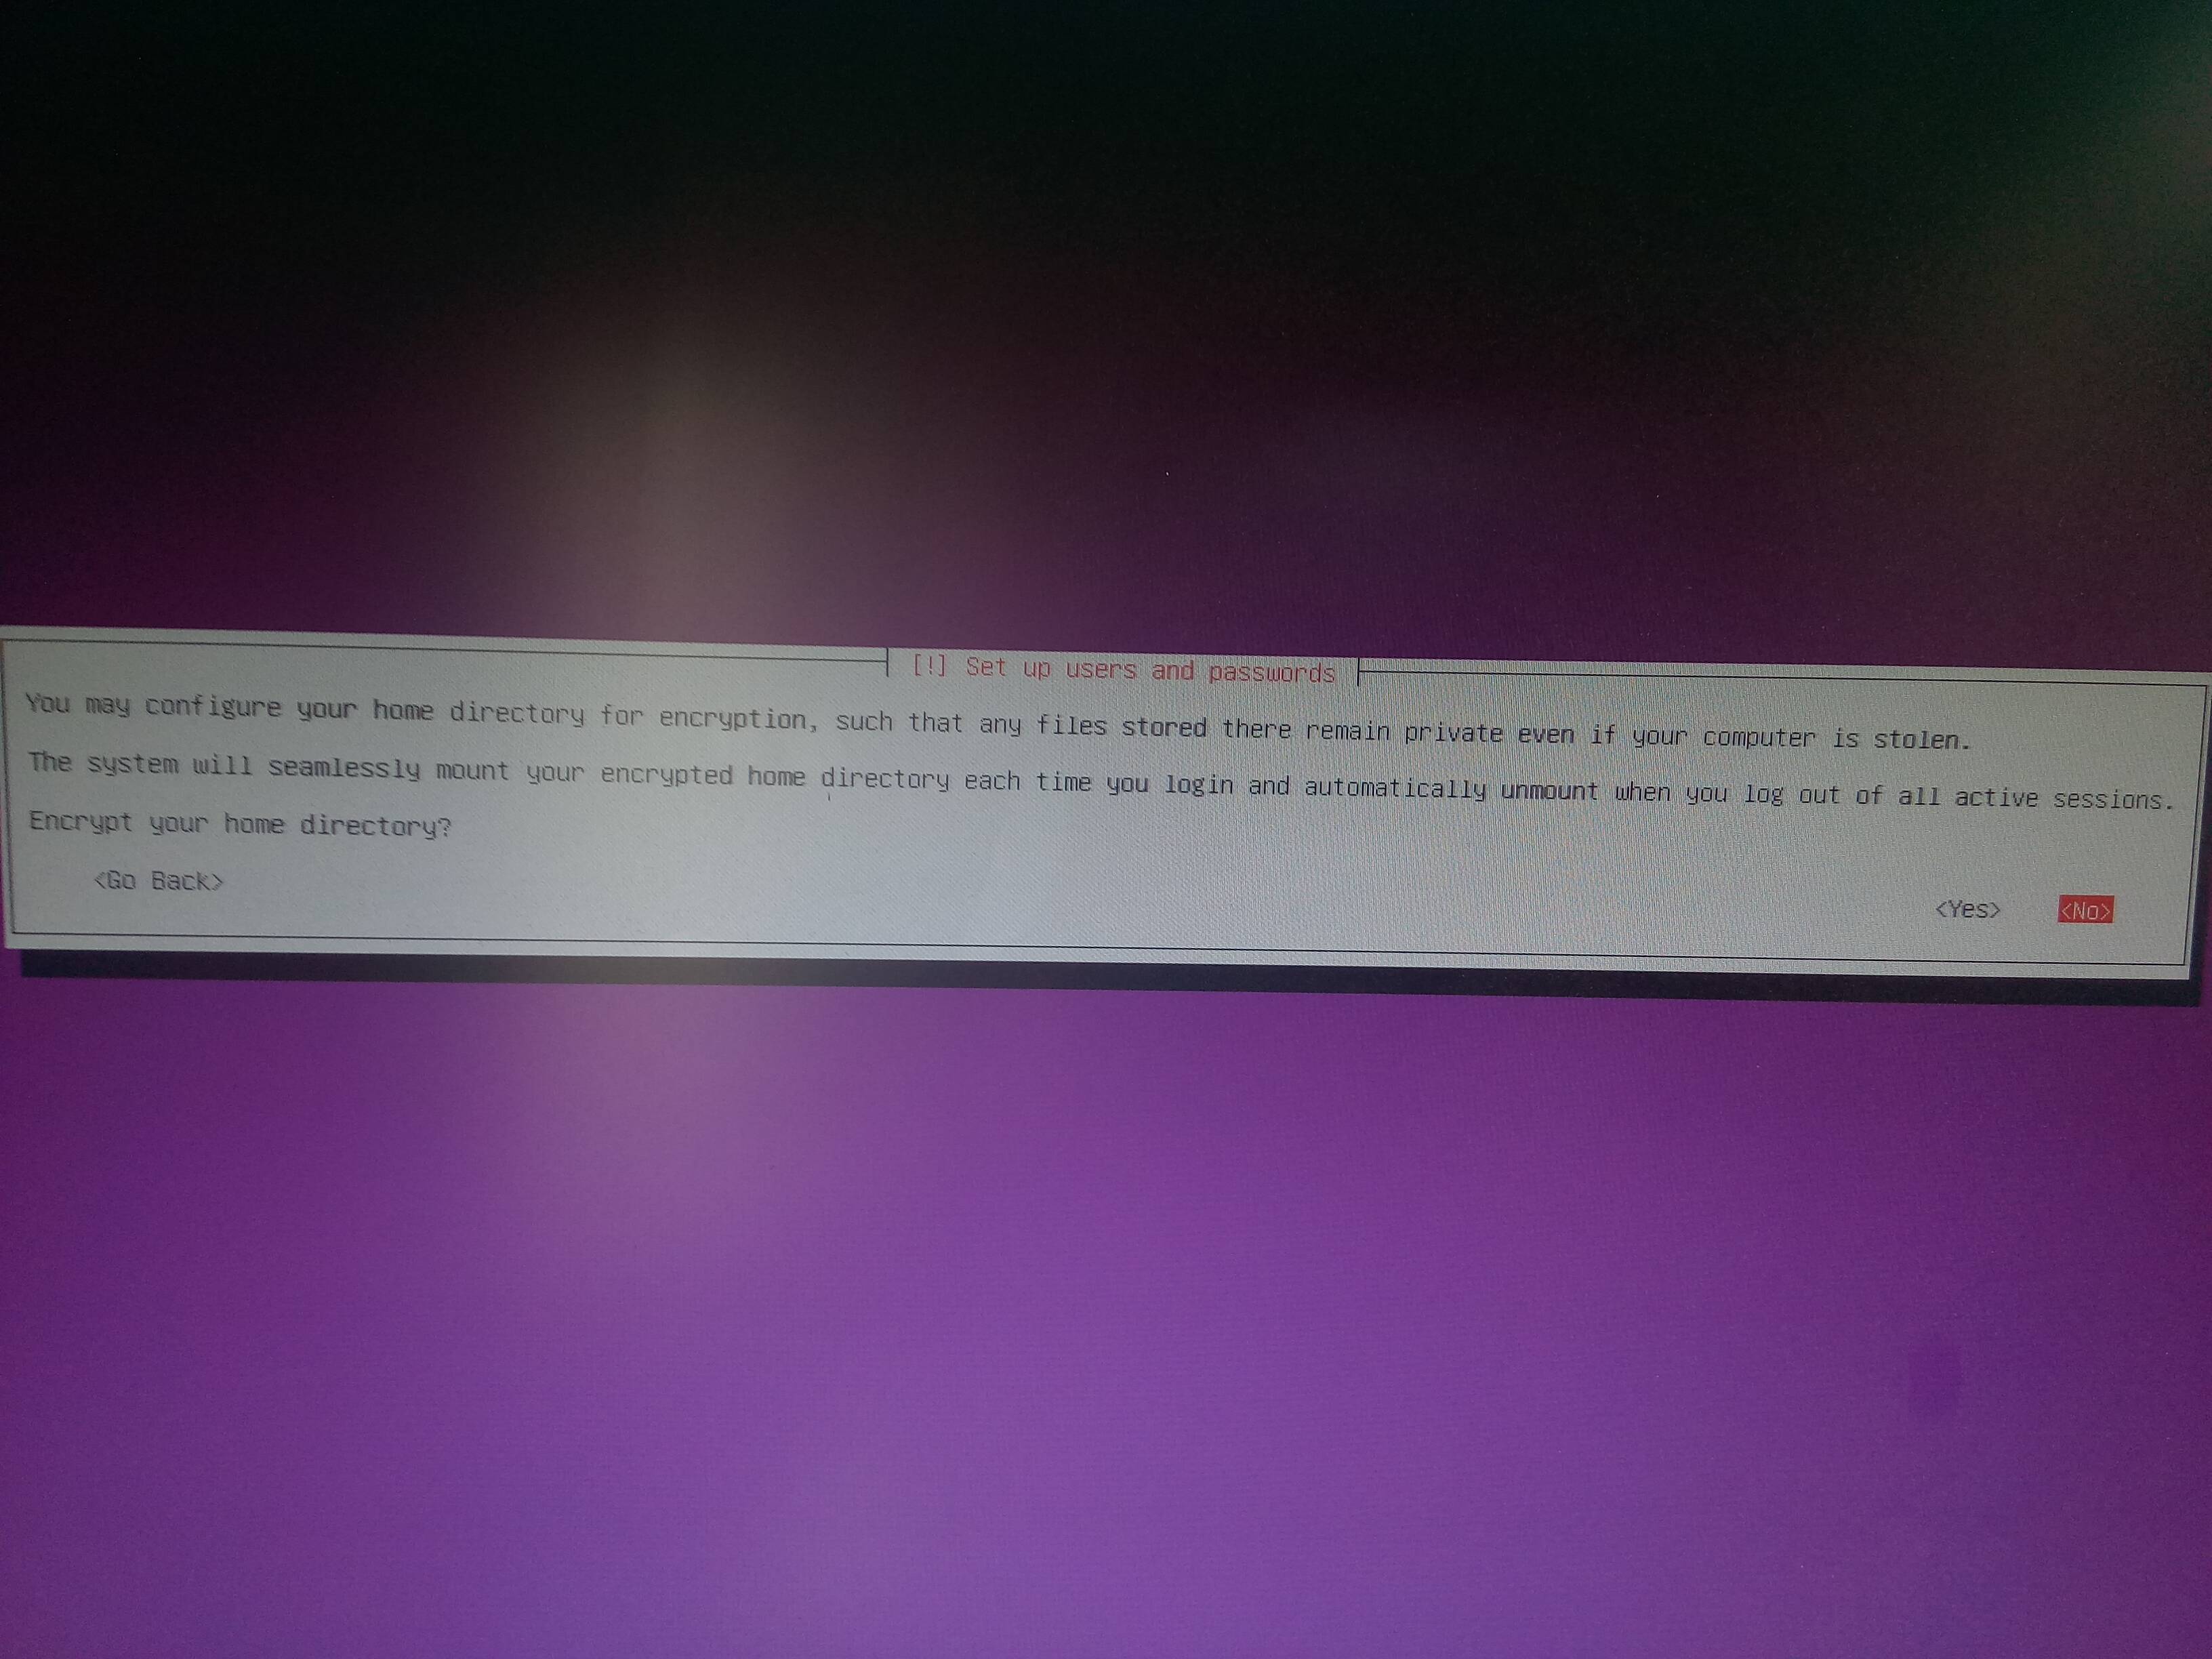 [!] Set up users and passwords
You may configure your home directory for encryption, such that any files stored there remain private even if your computer is stolen.
The system will seamlessly mount your encrypted home directory each time you login and automatically unmount when you log out of all active sessions.
Encrypt your home directory?
<Go Back> <Yes> <No>